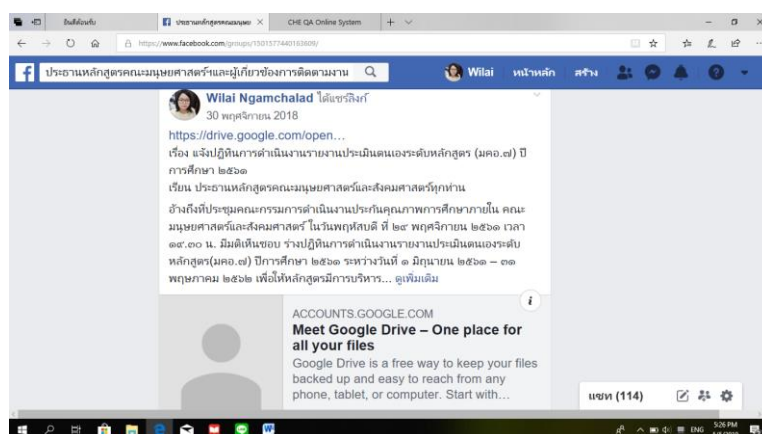 อินส์ต์อนรับ
ประธานหลักสูตรคณะมนุษย
CHE QA Online System
https://www.facebook.com/groups/1501577440163609/
ประธานหลักสูตรคณะมนุษยศาสตร์ฯและผู้เกี่ยวข้องการติดตามงาน
Wilai
หน้าหลัก
สร้าง
Wilai Ngamchalad ได้แชร์ลิงก์
30 พฤศจิกายน 2018
https://drive.google.com/open…
เรื่อง แจ้งปฏิทินการดำเนินงานรายงานประเมินตนเองระดับหลักสูตร (มคอ.๗) ปี
การศึกษา ๒๕๖๑
เรียน ประธานหลักสูตรคณะมนุษยศาสตร์และสังคมศาสตร์ทุกท่าน
อ้างถึงที่ประชุมคณะกรรมการดำเนินงานประกันคุณภาพการศึกษาภายใน คณะ
มนุษยศาสตร์และสังคมศาสตร์ ในวันพฤหัสบดี ที่ ๒๙ พฤศจิกายน ๒๕๖๑ เวลา
๑๙.๓๐ น. มีมติเห็นชอบ ร่างปฏิทินการดำเนินงานรายงานประเมินตนเองระดับ
หลักสูตร(มคอ.๗) ปีการศึกษา ๒๕๖๑ ระหว่างวันที่ ๑ มิถุนายน ๒๕๖๑ – ๓๑
พฤษภาคม ๒๕๖๒ เพื่อให้หลักสูตรมีการบริหาร... ดูเพิ่มเติม
ACCOUNTS.GOOGLE.COM
Meet Google Drive – One place for
all your files
Google Drive is a free way to keep your files
backed up and easy to reach from any
phone, tablet, or computer. Start with…
แชท (114)
ENG
5:26 PM